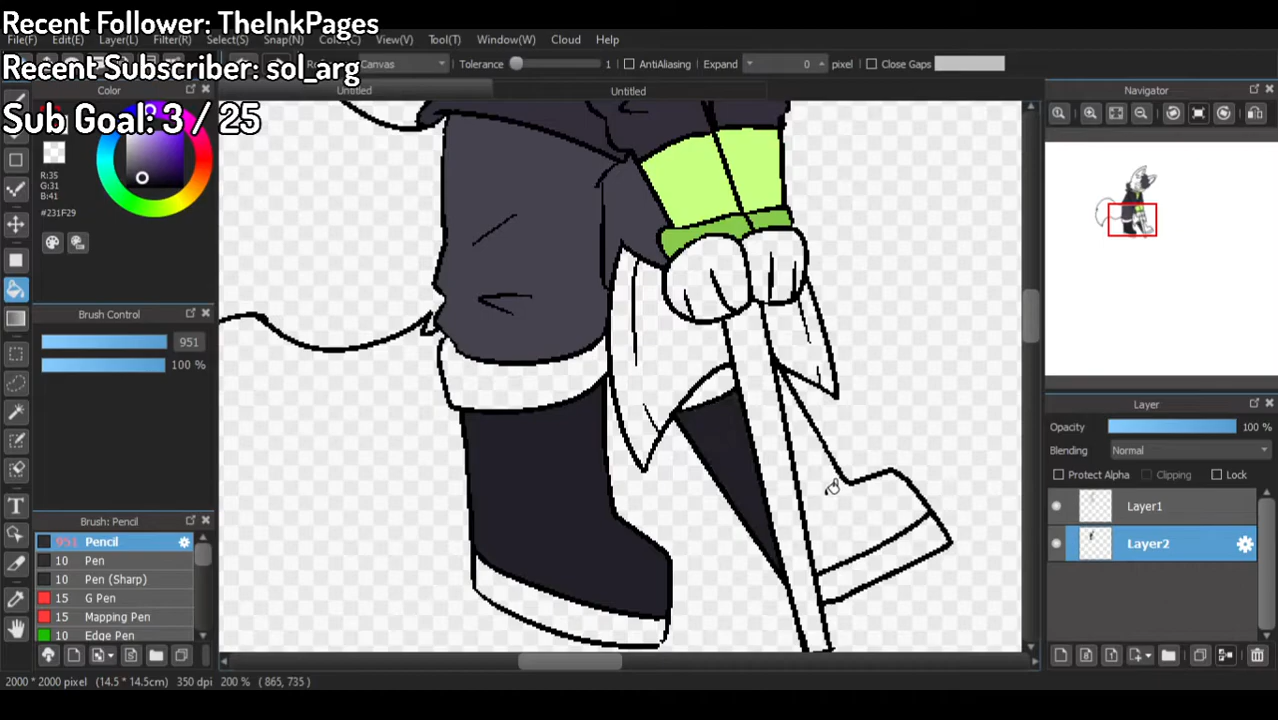 Recent Follower: TheInkPages
File(F) Edit(E) Layer(L) Filter(R) Select(S) Snap(N) Color(C) View(V) Tool(T) Window(W) Cloud Help
Recent Subscriber: sol_arg
Canvas Tolerance 1 AntiAliasing Expand 0 pixel Close Gaps
Color Untitled Untitled Navigator
Sub Goal: 3 / 25
R:35
G:31
B:41
#231F29
Brush Control
951
100 %
Layer
Opacity 100 %
Blending Normal
Protect Alpha Clipping Lock
Layer1
Layer2
Brush: Pencil
951 Pencil
10 Pen
10 Pen (Sharp)
15 G Pen
15 Mapping Pen
10 Edge Pen
2000 * 2000 pixel (14.5 * 14.5cm) 350 dpi 200 % ( 865, 735 )